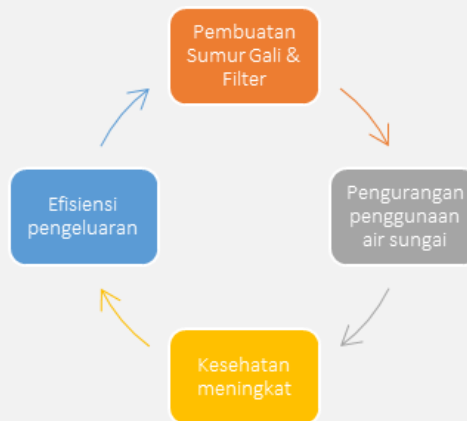 Pembuatan
Sumur Gali &
Filter
Pengurangan
penggunaan
air sungai
Kesehatan
meningkat
Efisiensi
pengeluaran